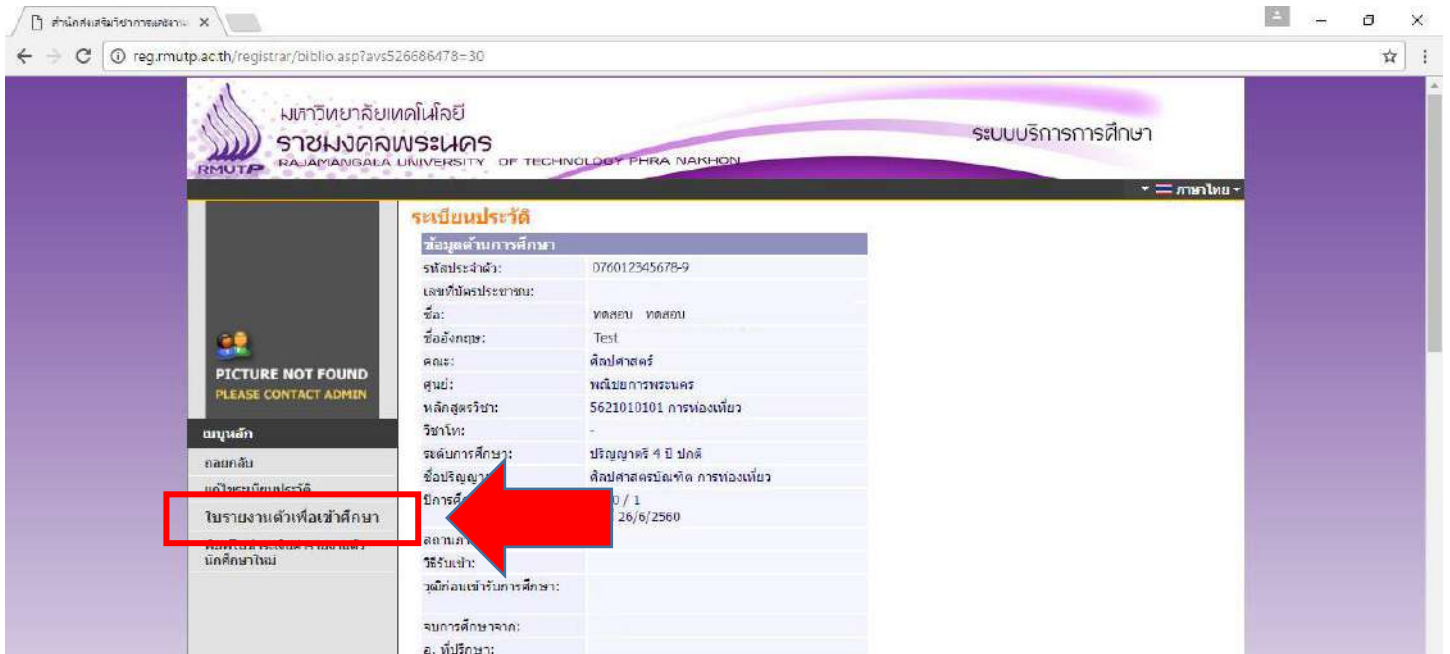 สำนักส่งเสริมวิชาการและงาน
reg.rmutp.ac.th/registrar/biblio.asp?avs526686478=30
มหาวิทยาลัยเทคโนโลยี
ราชมงคลพระนคร
RAJAMANGALA UNIVERSITY OF TECHNOLOGY PHRA NAKHON
RMUTP
ระบบบริการการศึกษา
ภาษาไทย
ระเบียนประวัติ
ข้อมูลด้านการศึกษา
รหัสประจำตัว: 076012345678-9
เลขที่บัตรประชาชน:
ชื่อ: ทดสอบ ทดสอบ
ชื่ออังกฤษ: Test
คณะ: ศิลปศาสตร์
ศูนย์: พณิชยการพระนคร
หลักสูตรวิชา: 5621010101 การท่องเที่ยว
วิชาโท: -
ระดับการศึกษา: ปริญญาตรี 4 ปี ปกติ
ชื่อปริญญา ศิลปศาสตรบัณฑิต การท่องเที่ยว
0 / 1
26/6/2560
วิธีรับเข้า:
วุฒิก่อนเข้ารับการศึกษา:
จบการศึกษาจาก:
อ. ที่ปรึกษา:
PICTURE NOT FOUND
PLEASE CONTACT ADMIN
เมนูหลัก
ถอยกลับ
แก้ไขระเบียนประวัติ
ใบรายงานตัวเพื่อเข้าศึกษา
นักศึกษาใหม่